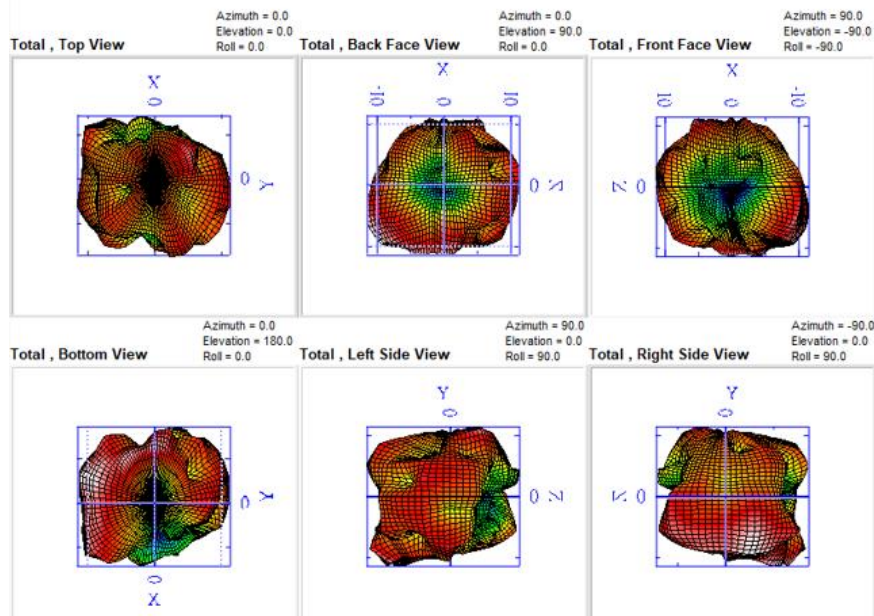 Azimuth = 0.0
Elevation = 0.0
Roll = 0.0
Total , Top View
X
0
0
Y
Azimuth = 0.0
Elevation = 90.0
Roll = 0.0
Total , Back Face View
X
-10
0
10
0
Z
Azimuth = 90.0
Elevation = -90.0
Roll = -90.0
Total , Front Face View
X
10
0
-10
Z
0
Azimuth = 0.0
Elevation = 180.0
Roll = 0.0
Total , Bottom View
0
Y
0
X
Azimuth = 90.0
Elevation = 0.0
Roll = 90.0
Total , Left Side View
Y
0
0
Z
Azimuth = -90.0
Elevation = 0.0
Roll = 90.0
Total , Right Side View
Y
0
Z
0